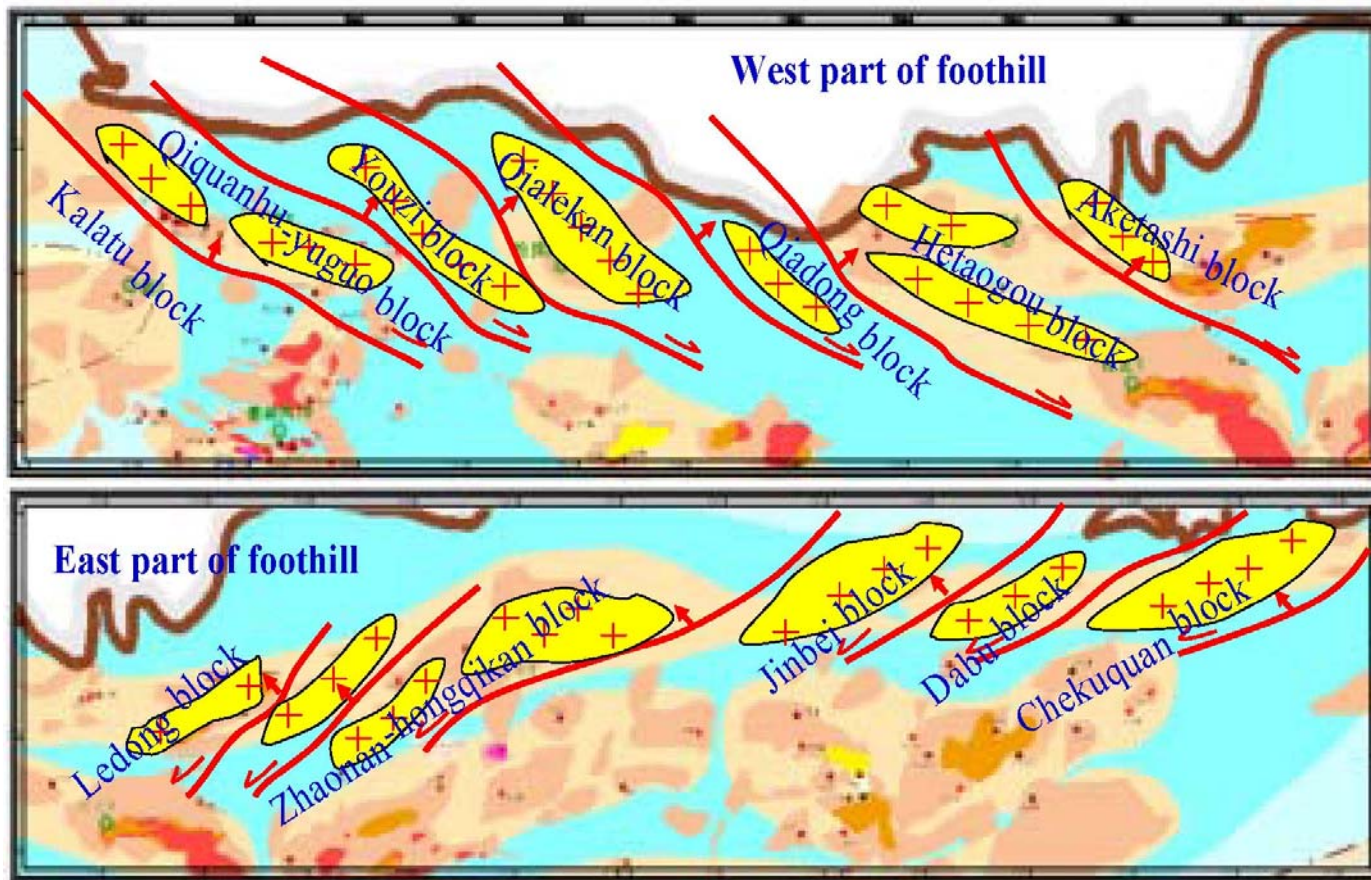 West part of foothill
Kalatu block
Qiquanhu-yuguo block
Youzi block
Qialekan block
Qiadong block
Hetaogou block
Aketashi block
East part of foothill
Ledong block
Zhaonan-hongqikan block
Jinbei block
Dabu block
Chekuquan block